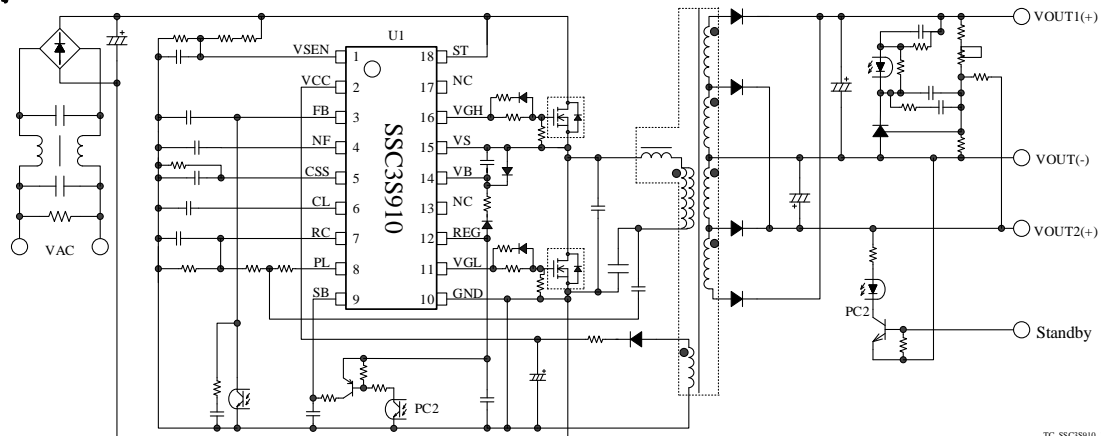 VOUT1(+)
U1
VSEN 1 18 ST
VCC 2 17 NC
FB 3 16 VGH
NF 4 15 VS
CSS 5 14 VB
CL 6 13 NC
RC 7 12 REG
PL 8 11 VGL
SB 9 10 GND
SSC3S910
VAC
VOUT(-)
VOUT2(+)
PC2
Standby
PC2
TC_SSC3S910